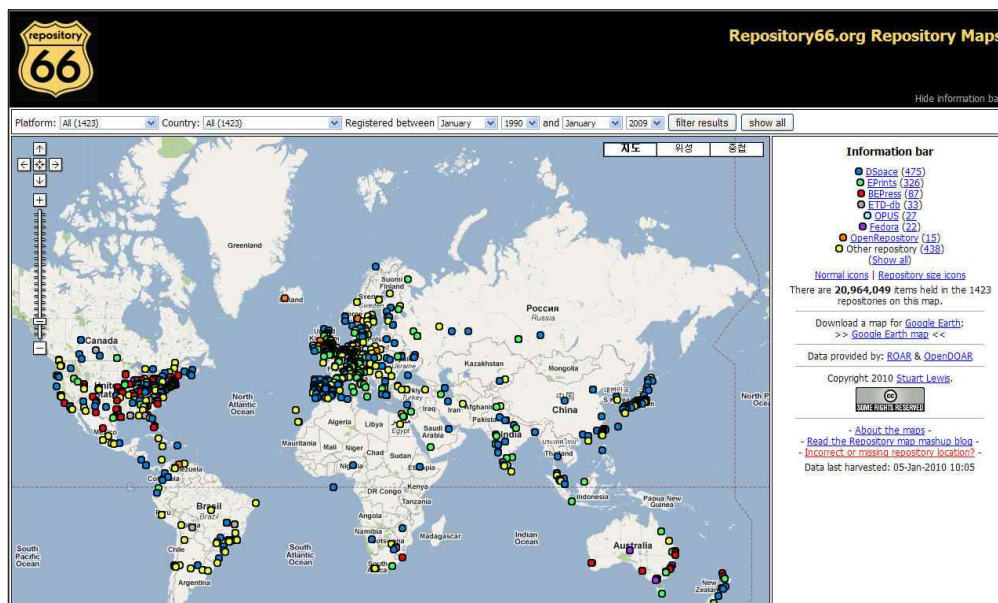 repository
66
Repository66.org Repository Maps
Hide information ba
Platform: All (1423) Country: All (1423) Registered between January 1990 and January 2009 filter results show all
지도 위성 중첩
Information bar
DSpace (475)
EPrints (326)
BEPress (87)
ETD-db (33)
OPUS (27
Fedora (22)
OpenRepository (15)
Other repository (438)
(Show all)
Normal icons | Repository size icons
There are 20,964,049 items held in the 1423
repositories on this map.
Download a map for Google Earth:
>> Google Earth map <<
Data provided by: ROAR & OpenDOAR
Copyright 2010 Stuart Lewis.
cc
SOME RIGHTS RESERVED
- About the maps -
- Read the Repository map mashup blog -
- Incorrect or missing repository location? -
Data last harvested: 05-Jan-2010 10:05
Greenland
Suomi
Finland
Россия
Russia
Canada
Kazakhstan
Mongolia
North
Atlantic
Ocean
中国
China
North P
Ocea
Algeria
Libya
Egypt
Iraq
Iran
Saudi
Arabia
India
Mauritania
Mali
Niger
Chad
Sudan
Thailand
DR Congo
Kenya
Tanzania
Indonesia
Papua New
Guinea
Brasil
Brazil
Angola
Namibia
Madagascar
South
Pacific
Ocean
Chile
Argentina
South
Atlantic
Ocean
Indian
Ocean
Australia
New
Zealan